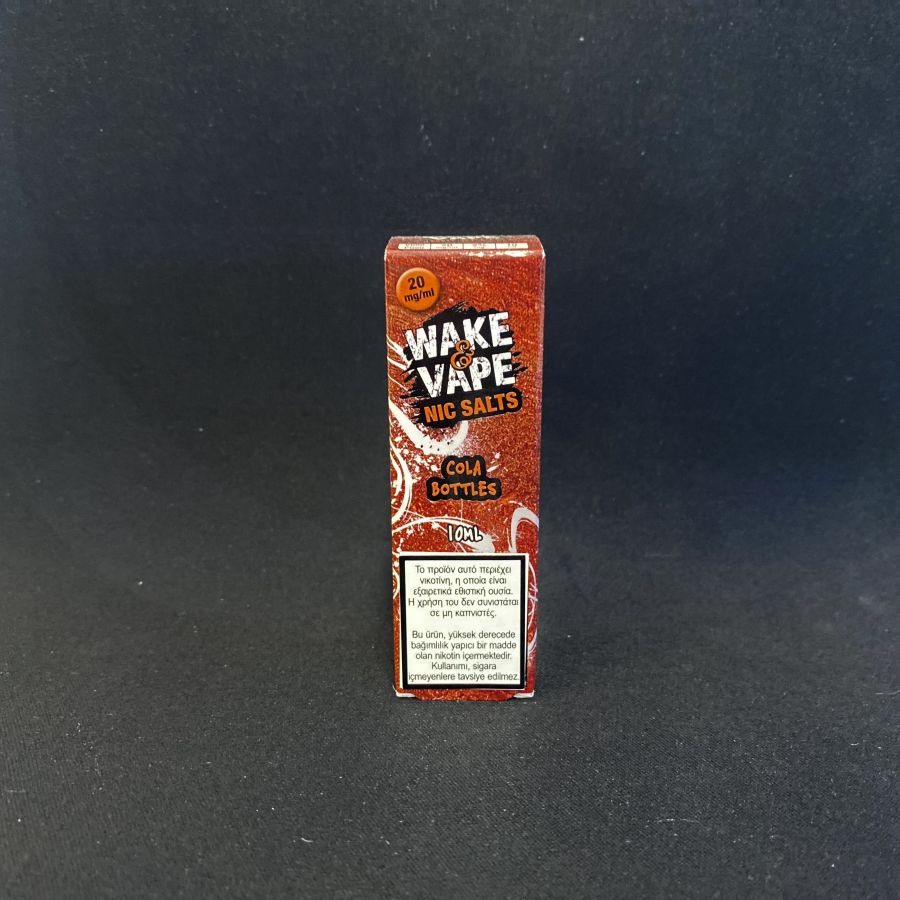 20
mg/ml
WAKE
&
VAPE
NIC SALTS
COLA
BOTTLES
10ML
Το προϊόν αυτό περιέχει
νικοτίνη, η οποία είναι
εξαιρετικά εθιστική ουσία.
Η χρήση του δεν συνιστάται
σε μη καπνιστές.
Bu ürün, yüksek derecede
bağımlılık yapıcı bir madde
olan nikotin içermektedir.
Kullanımı, sigara
içmeyenlere tavsiye edilmez.